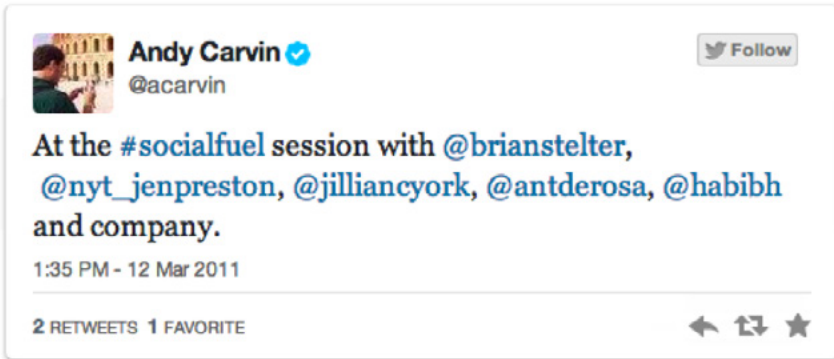 Andy Carvin
Follow
@acarvin
At the #socialfuel session with @brianstelter,
@nyt_jenpreston, @jilliancyork, @antderosa, @habibh
and company.
1:35 PM - 12 Mar 2011
2 RETWEETS 1 FAVORITE